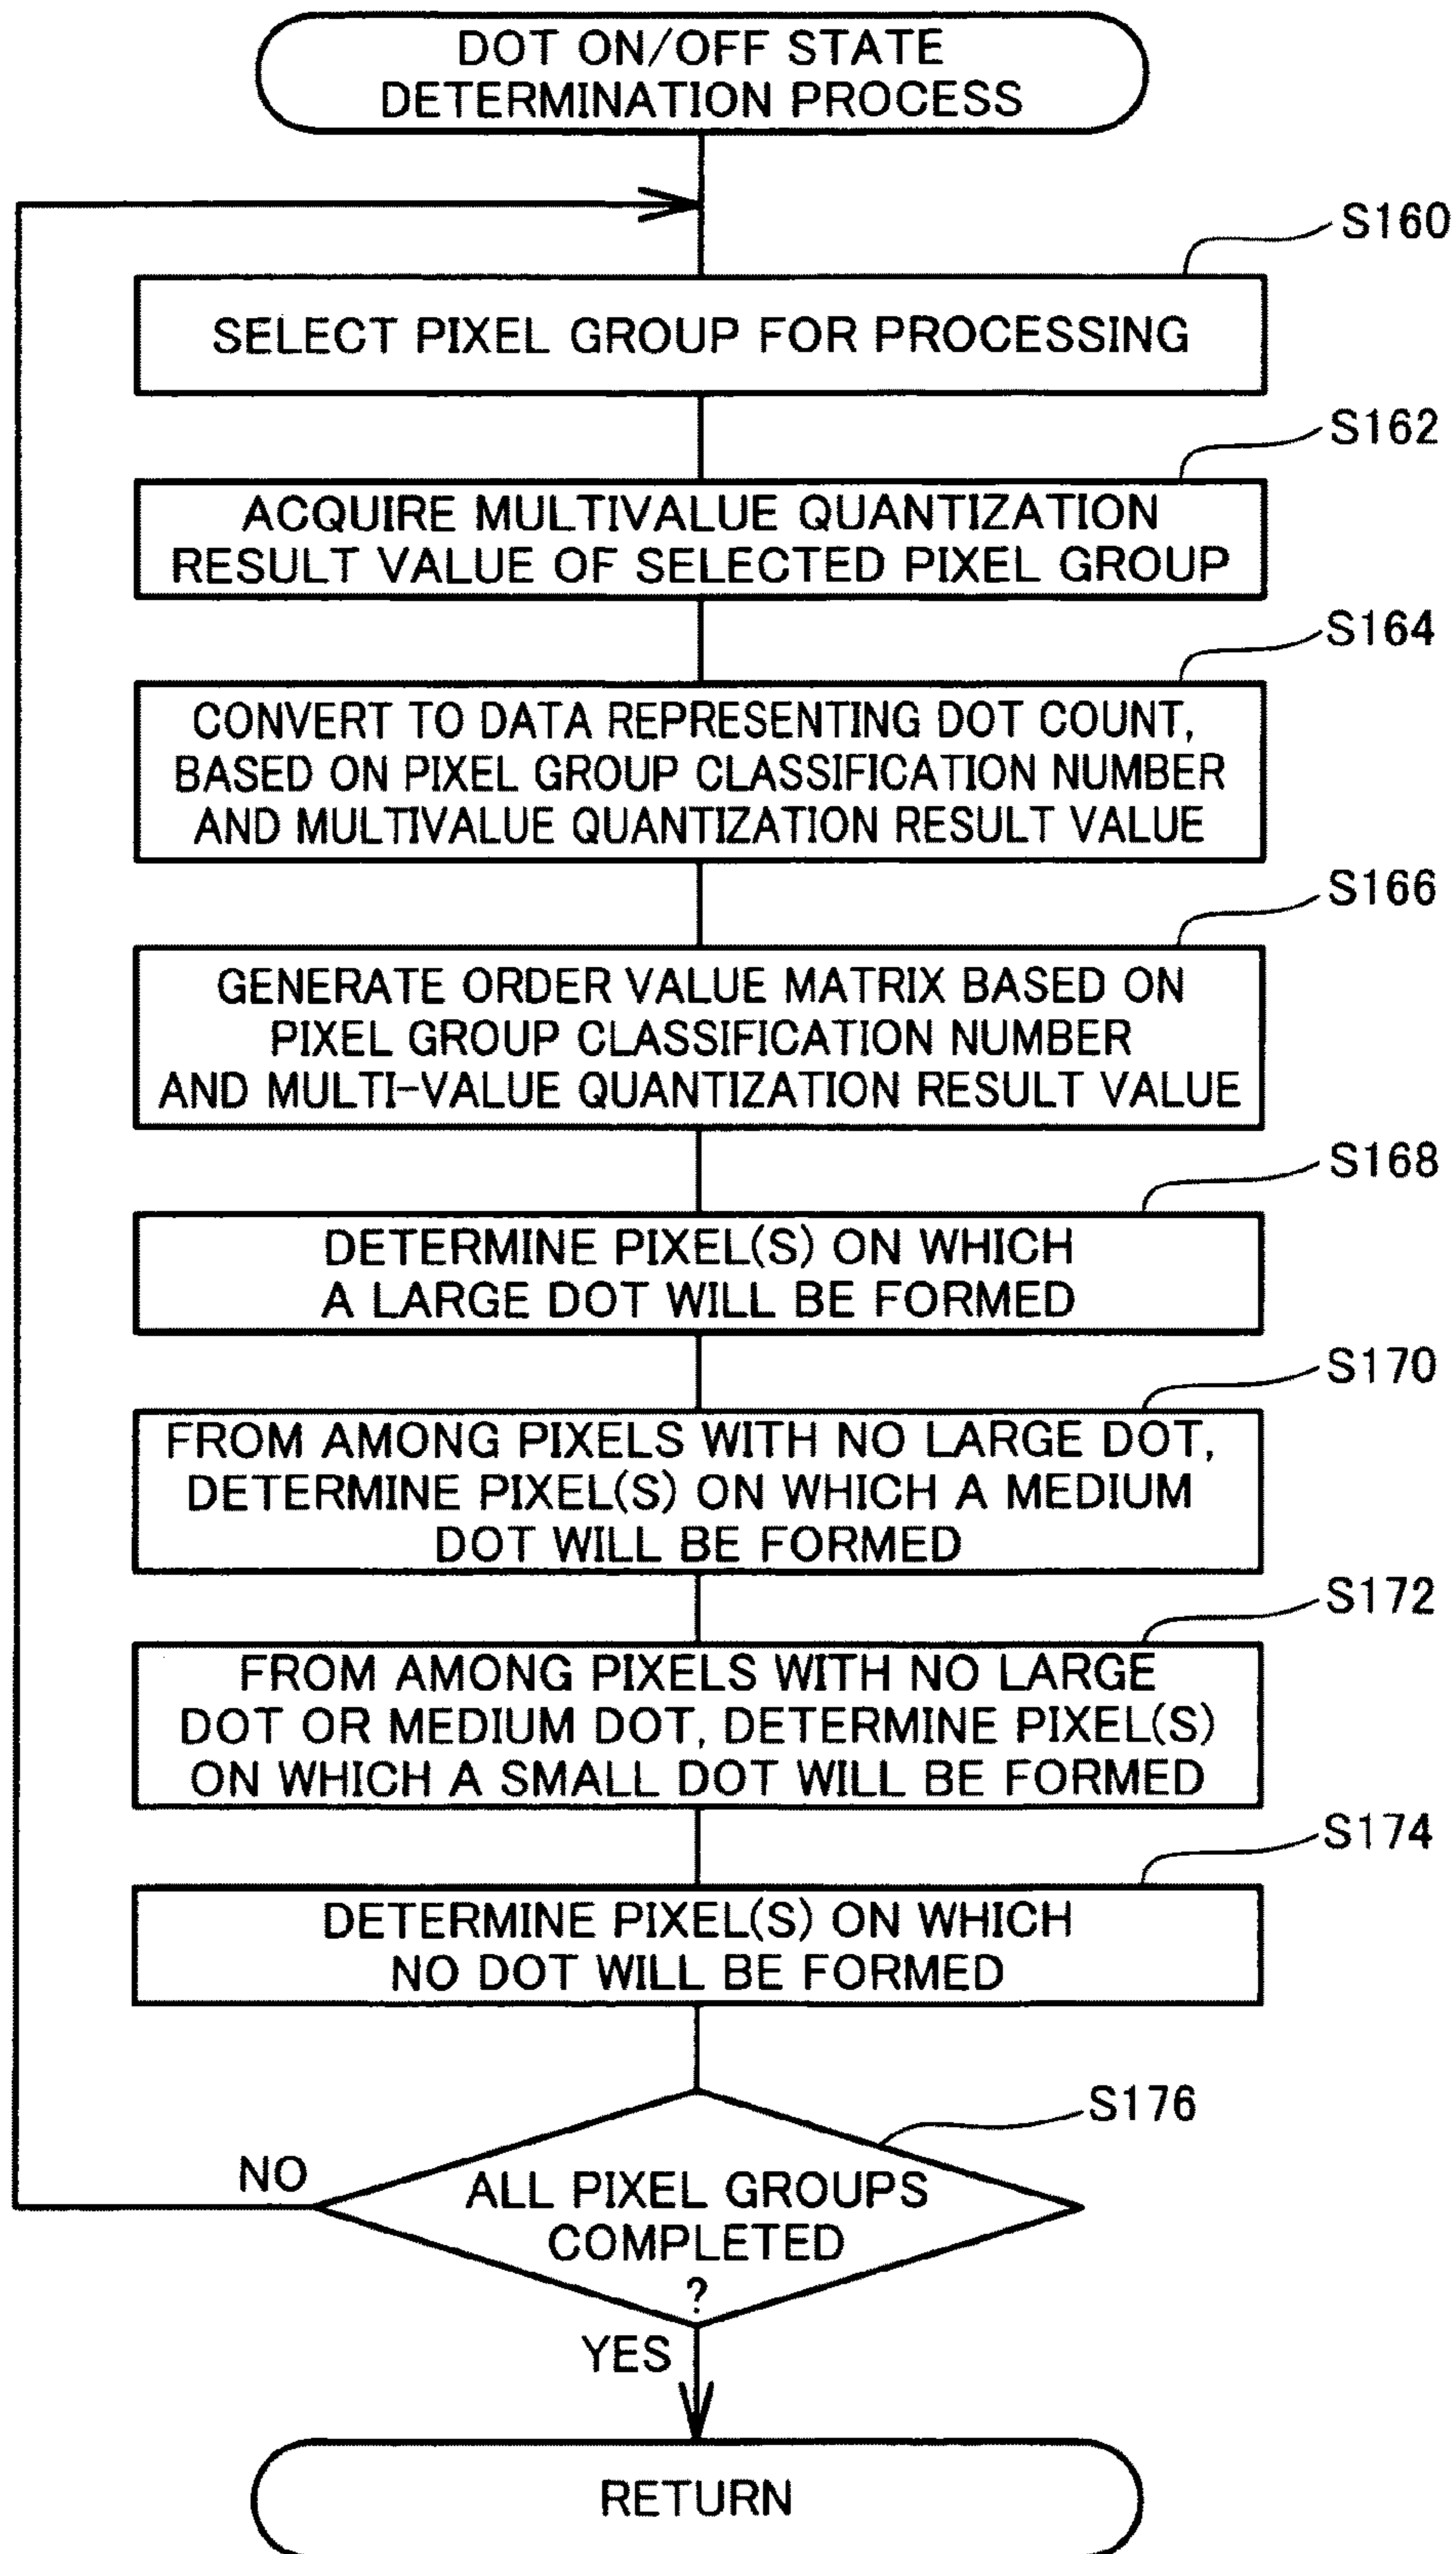 DOT ON/OFF STATE
DETERMINATION PROCESS
S160
SELECT PIXEL GROUP FOR PROCESSING
S162
ACQUIRE MULTIVALUE QUANTIZATION
RESULT VALUE OF SELECTED PIXEL GROUP
S164
CONVERT TO DATA REPRESENTING DOT COUNT,
BASED ON PIXEL GROUP CLASSIFICATION NUMBER
AND MULTIVALUE QUANTIZATION RESULT VALUE
S166
GENERATE ORDER VALUE MATRIX BASED ON
PIXEL GROUP CLASSIFICATION NUMBER
AND MULTI-VALUE QUANTIZATION RESULT VALUE
S168
DETERMINE PIXEL(S) ON WHICH
A LARGE DOT WILL BE FORMED
S170
FROM AMONG PIXELS WITH NO LARGE DOT,
DETERMINE PIXEL(S) ON WHICH A MEDIUM
DOT WILL BE FORMED
S172
FROM AMONG PIXELS WITH NO LARGE
DOT OR MEDIUM DOT, DETERMINE PIXEL(S)
ON WHICH A SMALL DOT WILL BE FORMED
S174
DETERMINE PIXEL(S) ON WHICH
NO DOT WILL BE FORMED
S176
NO
ALL PIXEL GROUPS
COMPLETED
?
YES
RETURN